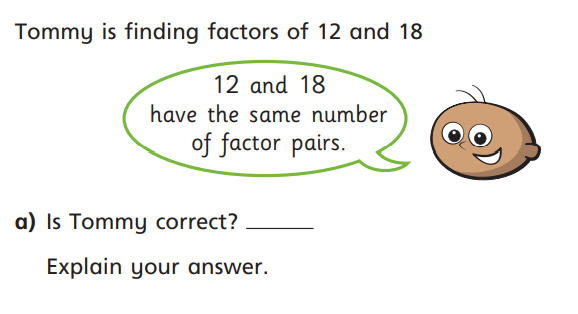 Tommy is finding factors of 12 and 18
12 and 18
have the same number
of factor pairs.
a) Is Tommy correct? ______
Explain your answer.